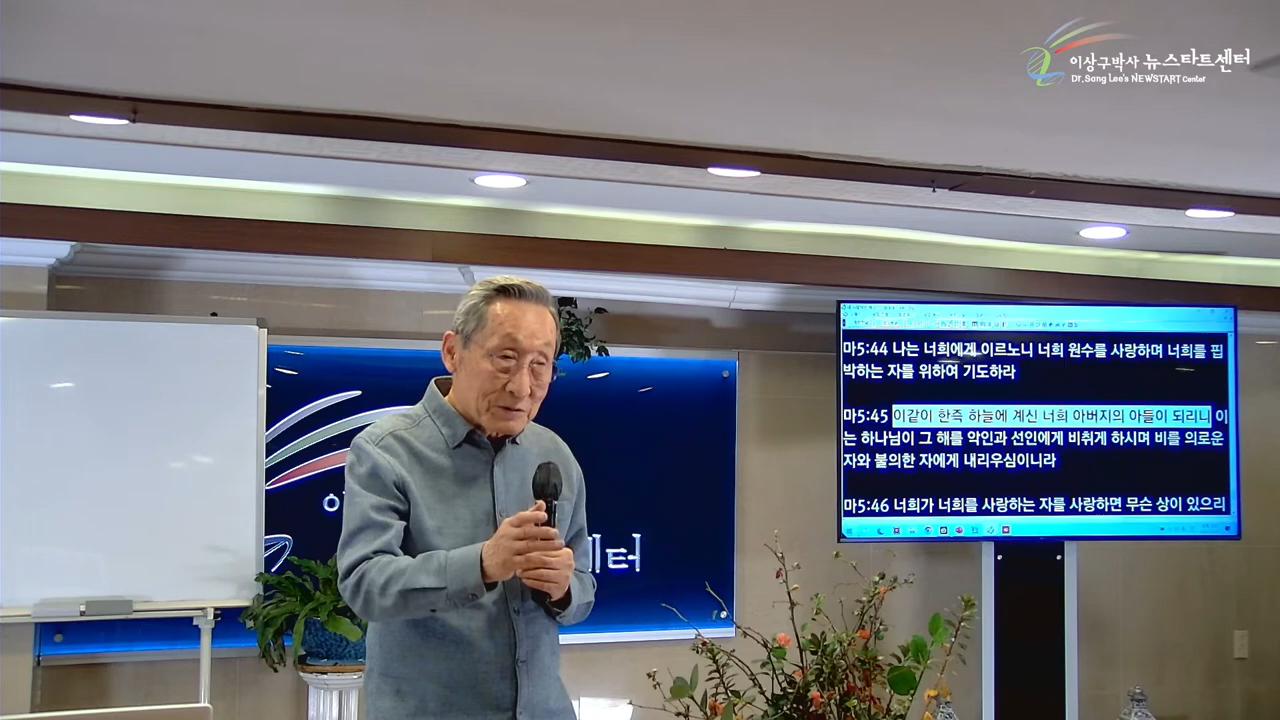 이상구박사 뉴스타트센터
Dr. Sang Lee's NEWSTART Center
마5:44 나는 너희에게 이르노니 너희 원수를 사랑하며 너희를 핍
박하는 자를 위하여 기도하라
마5:45 이같이 한즉 하늘에 계신 너희 아버지의 아들이 되리니 이
는 하나님이 그 해를 악인과 선인에게 비취게 하시며 비를 의로운
자와 불의한 자에게 내리우심이니라
마5:46 너희가 너희를 사랑하는 자를 사랑하면 무슨 상이 있으리
센터